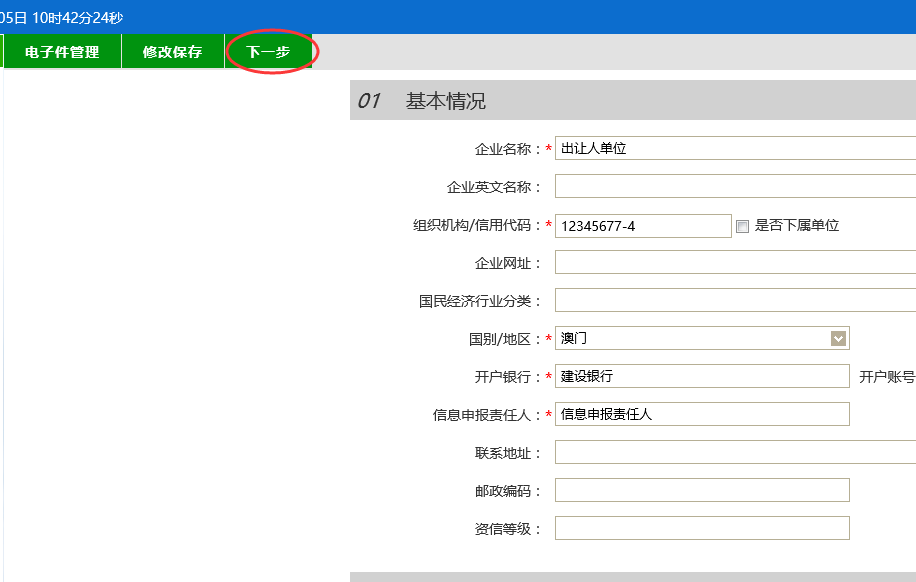 05日 10时42分24秒
电子件管理 修改保存 下一步
01 基本情况
企业名称：* 出让人单位
企业英文名称：
组织机构/信用代码：* 12345677-4 是否下属单位
企业网址：
国民经济行业分类：
国别/地区：* 澳门
开户银行：* 建设银行 开户账号
信息申报责任人：* 信息申报责任人
联系地址：
邮政编码：
资信等级：